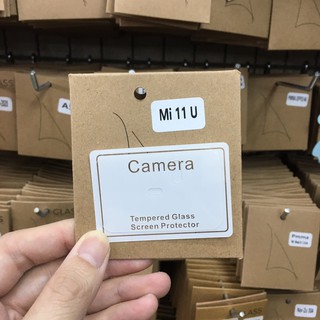 Mi 11 U
Camera
Tempered Glass
Screen Protector